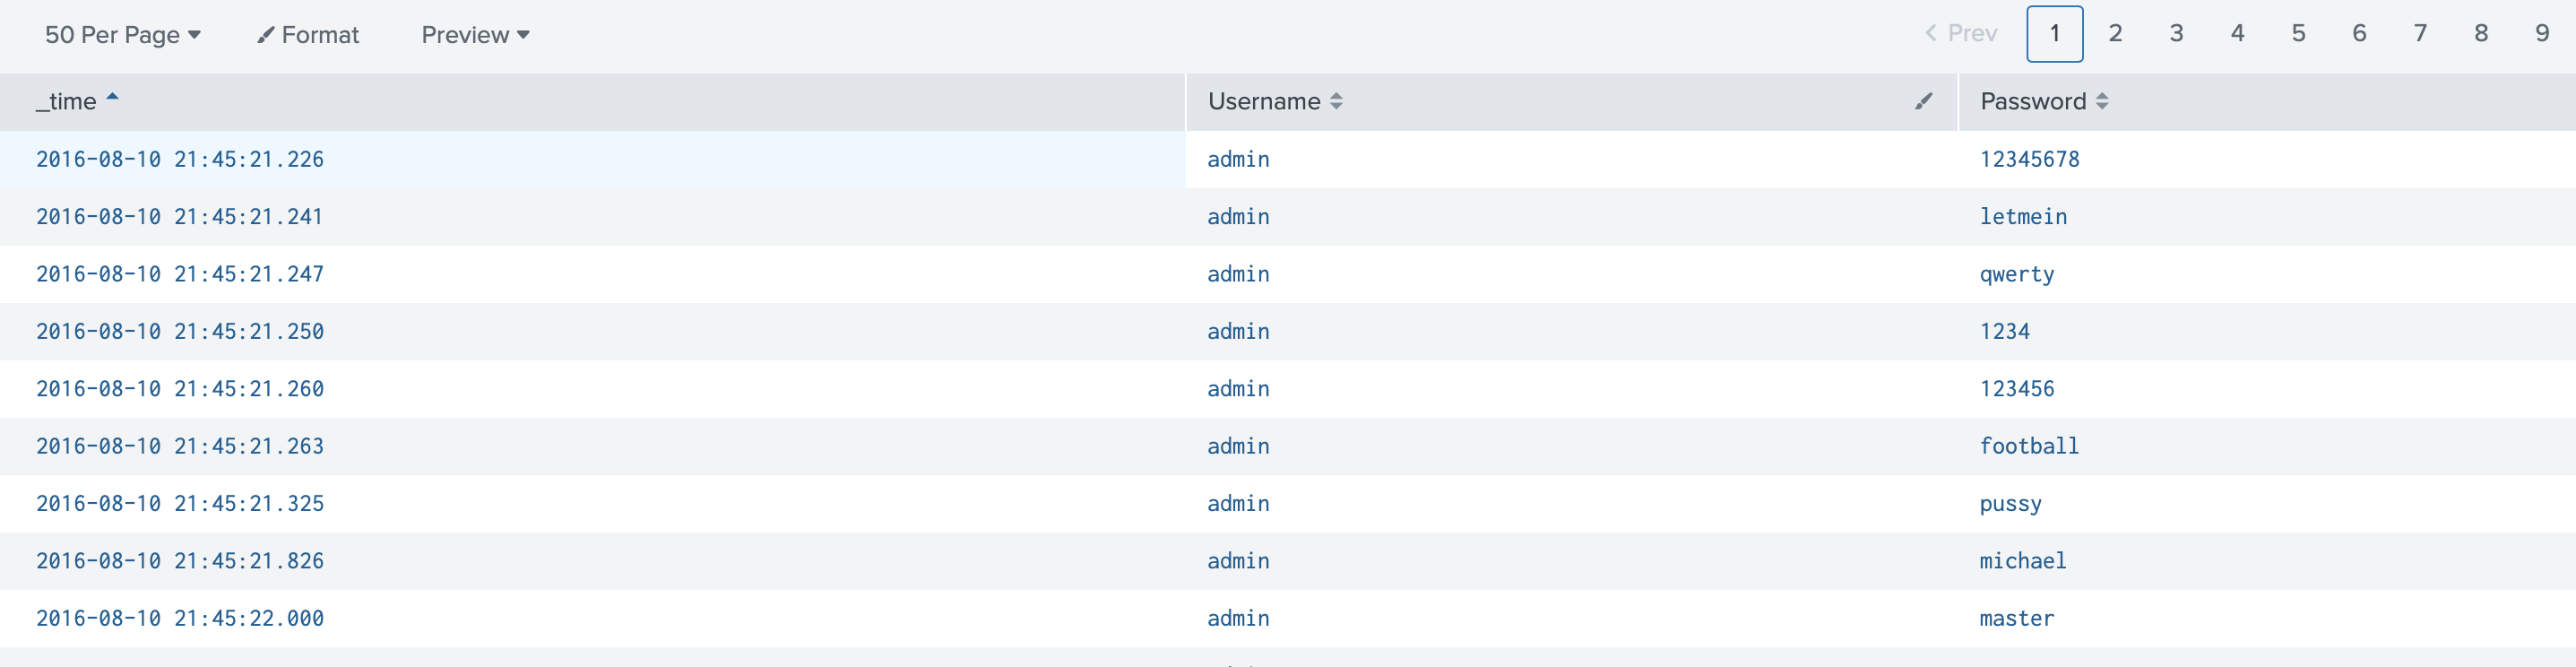 50 Per Page Format Preview Prev 1 2 3 4 5 6 7 8 9
_time Username Password
2016-08-10 21:45:21.226 admin 12345678
2016-08-10 21:45:21.241 admin letmein
2016-08-10 21:45:21.247 admin qwerty
2016-08-10 21:45:21.250 admin 1234
2016-08-10 21:45:21.260 admin 123456
2016-08-10 21:45:21.263 admin football
2016-08-10 21:45:21.325 admin pussy
2016-08-10 21:45:21.826 admin michael
2016-08-10 21:45:22.000 admin master